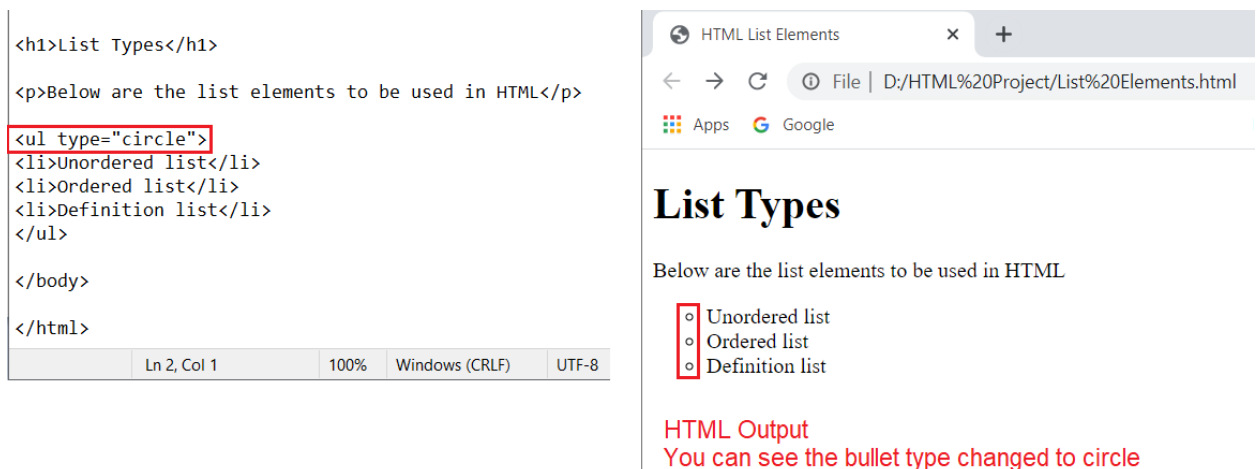 <h1>List Types</h1>
<p>Below are the list elements to be used in HTML</p>
<ul type="circle">
<li>Unordered list</li>
<li>Ordered list</li>
<li>Definition list</li>
</ul>
</body>
</html>
Ln 2, Col 1 100% Windows (CRLF) UTF-8
HTML List Elements
File | D:/HTML%20Project/List%20Elements.html
Apps Google
List Types
Below are the list elements to be used in HTML
Unordered list
Ordered list
Definition list
HTML Output
You can see the bullet type changed to circle